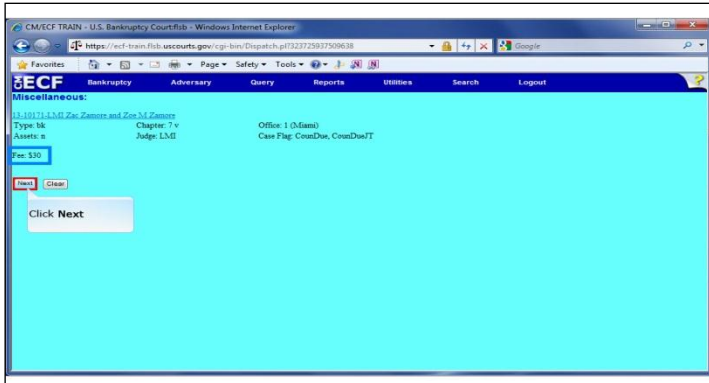 CM/ECF TRAIN - U.S. Bankruptcy Court:flsb - Windows Internet Explorer
https://ecf-train.flsb.uscourts.gov/cgi-bin/Dispatch.pl?323725937509638
Google
Favorites Page Safety Tools
ECF Bankruptcy Adversary Query Reports Utilities Search Logout ?
Miscellaneous:
13-10171-LMI Zac Zamore and Zoe M Zamore
Type: bk Chapter: 7 v Office: 1 (Miami)
Assets: n Judge: LMI Case Flag: CounDue, CounDueJT
Fee: $30
Next Clear
Click Next